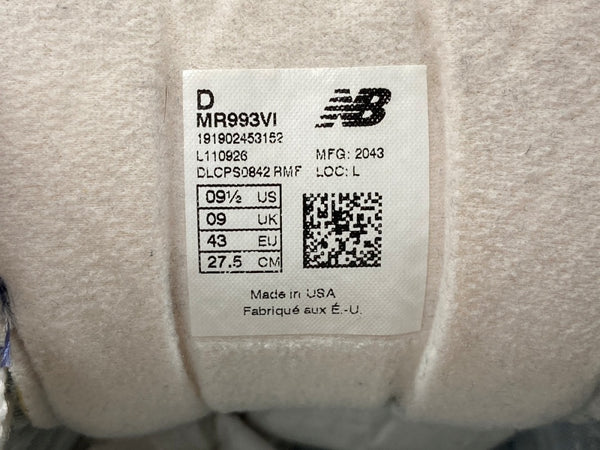 D
NB
MR993VI
191902453152
L110926 MFG: 2043
DLCPS0842 RMF LOC: L
09½ US
09 UK
43 EU
27.5 CM
Made in USA
Fabriqué aux É.-U.